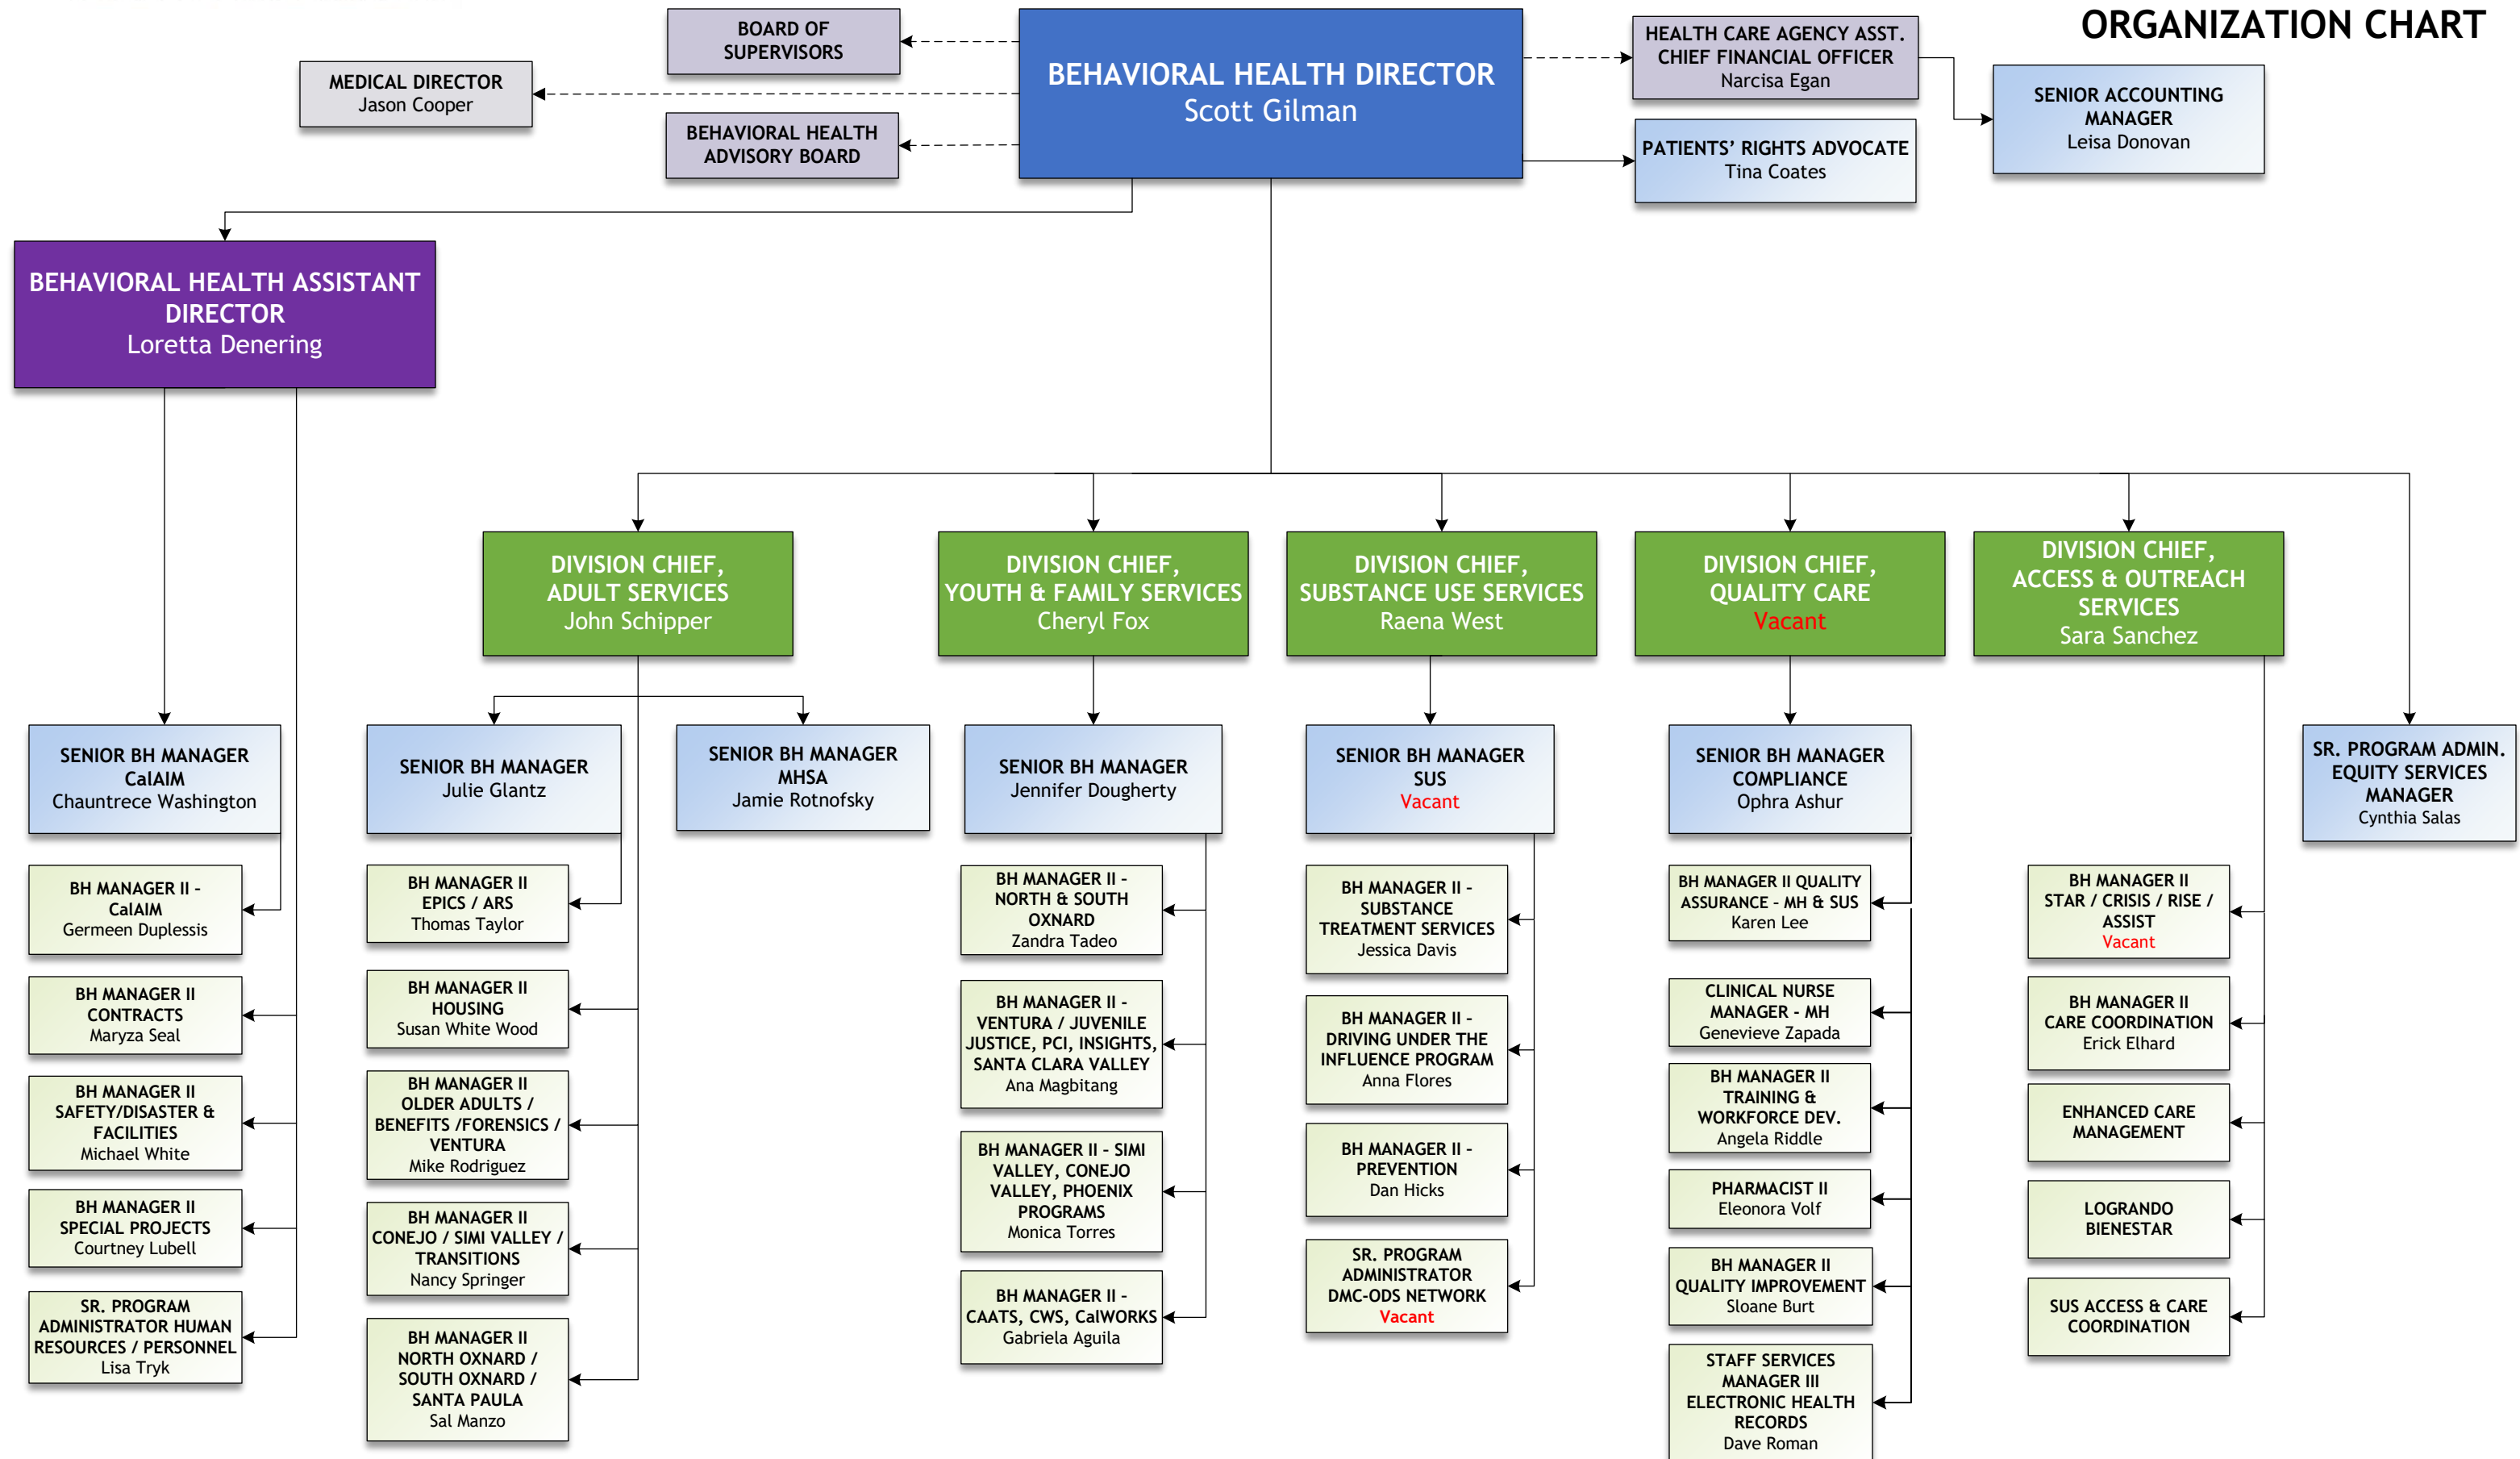 ORGANIZATION CHART
BOARD OF
SUPERVISORS
MEDICAL DIRECTOR
Jason Cooper
BEHAVIORAL HEALTH
ADVISORY BOARD
BEHAVIORAL HEALTH DIRECTOR
Scott Gilman
HEALTH CARE AGENCY ASST.
CHIEF FINANCIAL OFFICER
Narcisa Egan
SENIOR ACCOUNTING
MANAGER
Leisa Donovan
PATIENTS’ RIGHTS ADVOCATE
Tina Coates
BEHAVIORAL HEALTH ASSISTANT
DIRECTOR
Loretta Denering
DIVISION CHIEF,
ADULT SERVICES
John Schipper
DIVISION CHIEF,
YOUTH & FAMILY SERVICES
Cheryl Fox
DIVISION CHIEF,
SUBSTANCE USE SERVICES
Raena West
DIVISION CHIEF,
QUALITY CARE
Vacant
DIVISION CHIEF,
ACCESS & OUTREACH
SERVICES
Sara Sanchez
SENIOR BH MANAGER
CalAIM
Chauntrece Washington
SENIOR BH MANAGER
Julie Glantz
SENIOR BH MANAGER
MHSA
Jamie Rotnofsky
SENIOR BH MANAGER
Jennifer Dougherty
SENIOR BH MANAGER
SUS
Vacant
SENIOR BH MANAGER
COMPLIANCE
Ophra Ashur
SR. PROGRAM ADMIN.
EQUITY SERVICES
MANAGER
Cynthia Salas
BH MANAGER II -
CalAIM
Germeen Duplessis
BH MANAGER II
CONTRACTS
Maryza Seal
BH MANAGER II
SAFETY/DISASTER &
FACILITIES
Michael White
BH MANAGER II
SPECIAL PROJECTS
Courtney Lubell
SR. PROGRAM
ADMINISTRATOR HUMAN
RESOURCES / PERSONNEL
Lisa Tryk
BH MANAGER II
EPICS / ARS
Thomas Taylor
BH MANAGER II
HOUSING
Susan White Wood
BH MANAGER II
OLDER ADULTS /
BENEFITS /FORENSICS /
VENTURA
Mike Rodriguez
BH MANAGER II
CONEJO / SIMI VALLEY /
TRANSITIONS
Nancy Springer
BH MANAGER II
NORTH OXNARD /
SOUTH OXNARD /
SANTA PAULA
Sal Manzo
BH MANAGER II -
NORTH & SOUTH
OXNARD
Zandra Tadeo
BH MANAGER II -
VENTURA / JUVENILE
JUSTICE, PCI, INSIGHTS,
SANTA CLARA VALLEY
Ana Magbitang
BH MANAGER II - SIMI
VALLEY, CONEJO
VALLEY, PHOENIX
PROGRAMS
Monica Torres
BH MANAGER II -
CAATS, CWS, CalWORKS
Gabriela Aguila
BH MANAGER II -
SUBSTANCE
TREATMENT SERVICES
Jessica Davis
BH MANAGER II -
DRIVING UNDER THE
INFLUENCE PROGRAM
Anna Flores
BH MANAGER II -
PREVENTION
Dan Hicks
SR. PROGRAM
ADMINISTRATOR
DMC-ODS NETWORK
Vacant
BH MANAGER II QUALITY
ASSURANCE - MH & SUS
Karen Lee
CLINICAL NURSE
MANAGER - MH
Genevieve Zapada
BH MANAGER II
TRAINING &
WORKFORCE DEV.
Angela Riddle
PHARMACIST II
Eleonora Volf
BH MANAGER II
QUALITY IMPROVEMENT
Sloane Burt
STAFF SERVICES
MANAGER III
ELECTRONIC HEALTH
RECORDS
Dave Roman
BH MANAGER II
STAR / CRISIS / RISE /
ASSIST
Vacant
BH MANAGER II
CARE COORDINATION
Erick Elhard
ENHANCED CARE
MANAGEMENT
LOGRANDO
BIENESTAR
SUS ACCESS & CARE
COORDINATION